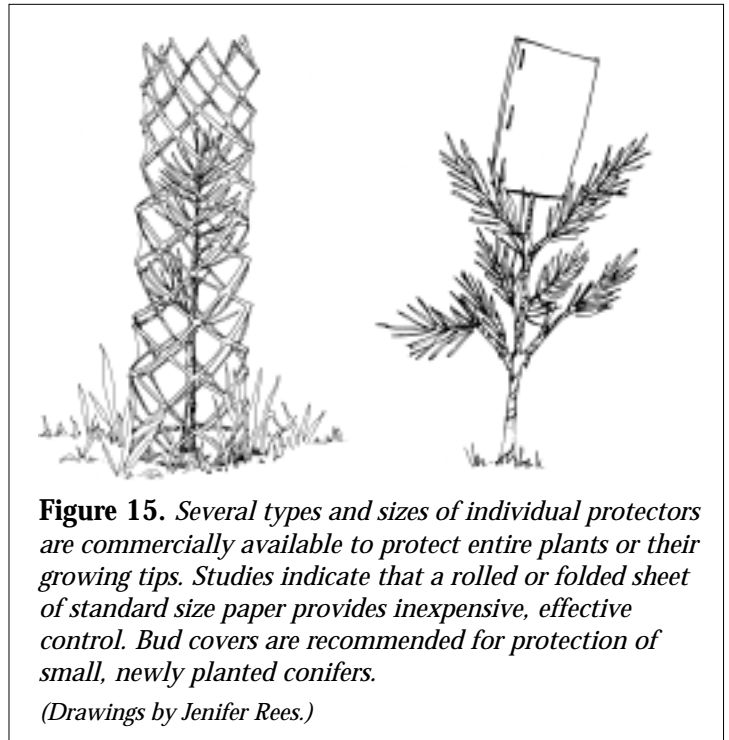 Figure 15. Several types and sizes of individual protectors
are commercially available to protect entire plants or their
growing tips. Studies indicate that a rolled or folded sheet
of standard size paper provides inexpensive, effective
control. Bud covers are recommended for protection of
small, newly planted conifers.
(Drawings by Jenifer Rees.)